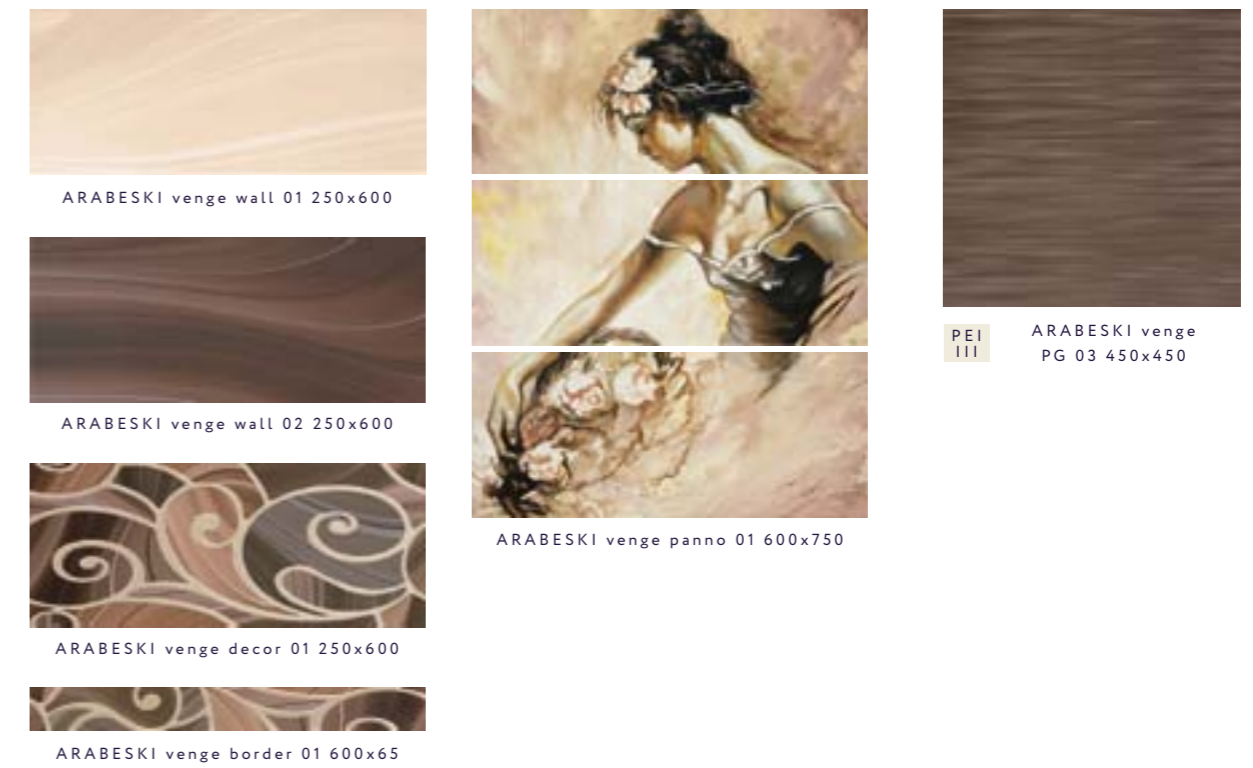 ARABESKI venge wall 01 250x600
ARABESKI venge wall 02 250x600
ARABESKI venge decor 01 250x600
ARABESKI venge border 01 600x65
ARABESKI venge panno 01 600x750
PEI
III
ARABESKI venge
PG 03 450x450